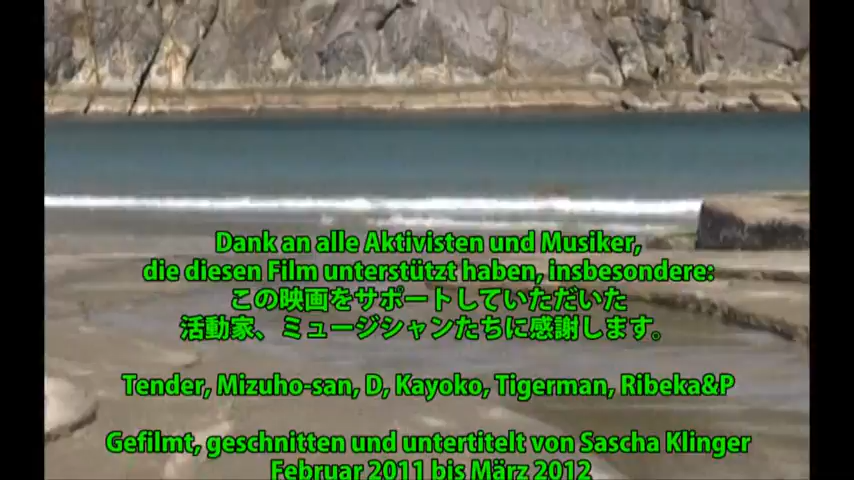 Dank an alle Aktivisten und Musiker,
die diesen Film unterstützt haben, insbesondere:
この映画をサポートしていただいた
活動家、ミュージシャンたちに感謝します。
Tender, Mizuho-san, D, Kayoko, Tigerman, Ribeka&P
Gefilmt, geschnitten und untertitelt von Sascha Klinger
Februar 2011 bis März 2012